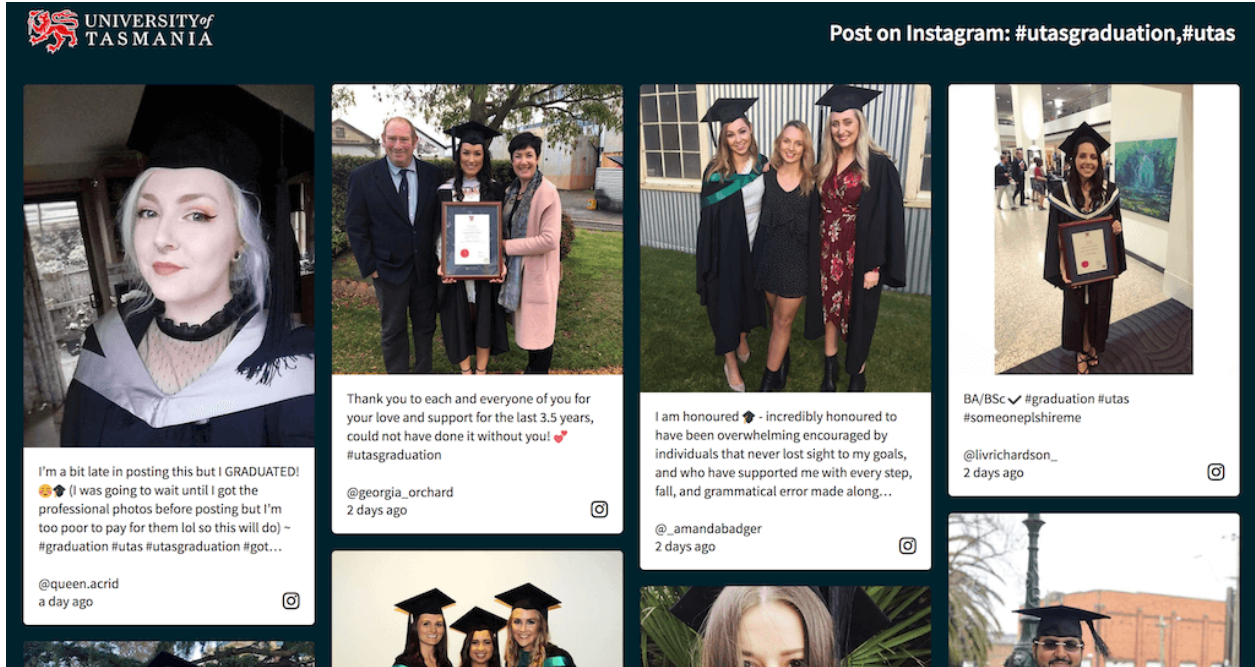 UNIVERSITY of
TASMANIA
Post on Instagram: #utasgraduation,#utas
I'm a bit late in posting this but I GRADUATED!
☺️🎓 (I was going to wait until I got the
professional photos before posting but I'm
too poor to pay for them lol so this will do) ~
#graduation #utas #utasgraduation #got...
@queen.acrid
a day ago
Thank you to each and everyone of you for
your love and support for the last 3.5 years,
could not have done it without you! 💕
#utasgraduation
@georgia_orchard
2 days ago
I am honoured 🎓 - incredibly honoured to
have been overwhelming encouraged by
individuals that never lost sight to my goals,
and who have supported me with every step,
fall, and grammatical error made along...
@_amandabadger
2 days ago
BA/BSc ✔ #graduation #utas
#someoneplshireme
@livrichardson_
2 days ago